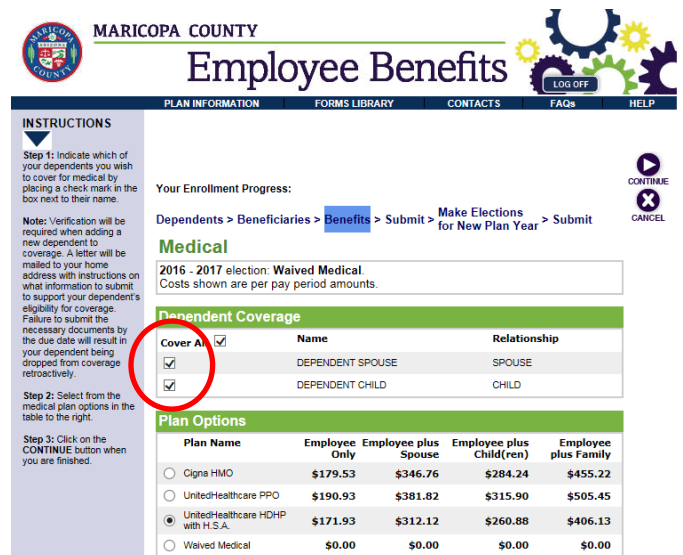 MARICOPA COUNTY
MARICOPA
ARIZONA
COUNTY
Employee Benefits
LOG OFF
PLAN INFORMATION FORMS LIBRARY CONTACTS FAQs HELP
INSTRUCTIONS
Step 1: Indicate which of
your dependents you wish
to cover for medical by
placing a check mark in the
box next to their name.
Note: Verification will be
required when adding a
new dependent to
coverage. A letter will be
mailed to your home
address with instructions on
what information to submit
to support your dependent's
eligibility for coverage.
Failure to submit the
necessary documents by
the due date will result in
your dependent being
dropped from coverage
retroactively.
Step 2: Select from the
medical plan options in the
table to the right.
Step 3: Click on the
CONTINUE button when
you are finished.
CONTINUE
CANCEL
Your Enrollment Progress:
Dependents > Beneficiaries > Benefits > Submit > Make Elections for New Plan Year > Submit
Medical
2016 - 2017 election: Waived Medical.
Costs shown are per pay period amounts.
Dependent Coverage
Cover All Name Relationship
DEPENDENT SPOUSE SPOUSE
DEPENDENT CHILD CHILD
Plan Options
Plan Name Employee Only Employee plus Spouse Employee plus Child(ren) Employee plus Family
Cigna HMO $179.53 $346.76 $284.24 $455.22
UnitedHealthcare PPO $190.93 $381.82 $315.90 $505.45
UnitedHealthcare HDHP with H.S.A. $171.93 $312.12 $260.88 $406.13
Waived Medical $0.00 $0.00 $0.00 $0.00